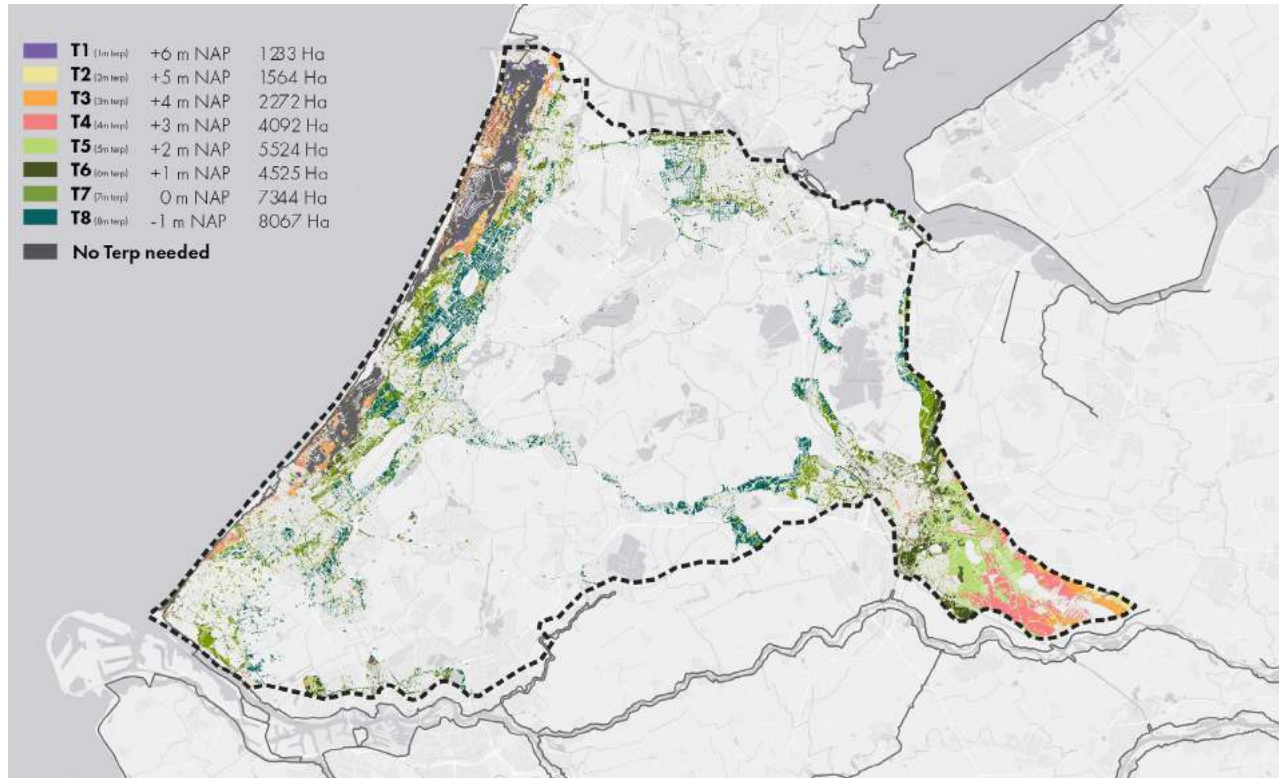 T1 (1m terp) +6 m NAP 1233 Ha
T2 (2m terp) +5 m NAP 1564 Ha
T3 (3m terp) +4 m NAP 2272 Ha
T4 (4m terp) +3 m NAP 4092 Ha
T5 (5m terp) +2 m NAP 5524 Ha
T6 (6m terp) +1 m NAP 4525 Ha
T7 (7m terp) 0 m NAP 7344 Ha
T8 (8m terp) -1 m NAP 8067 Ha
No Terp needed